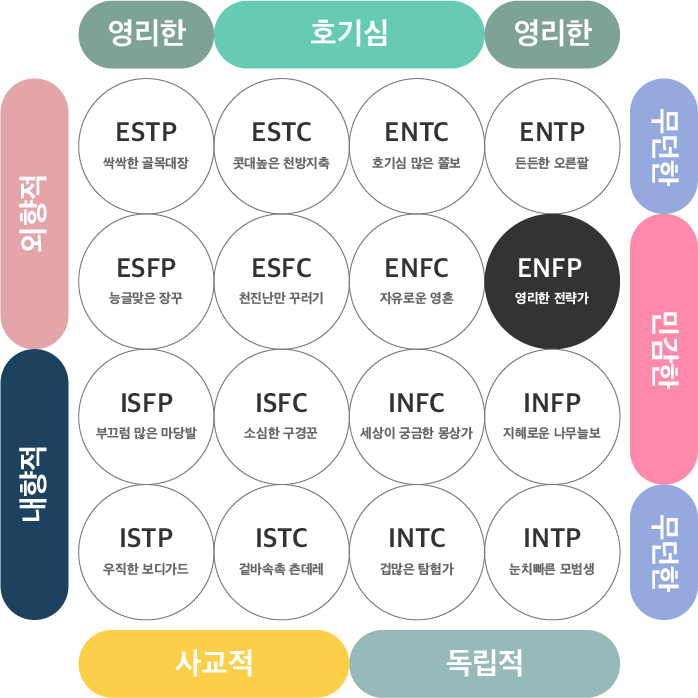 영리한
호기심
영리한
외향적
내향적
ESTP
싹싹한 골목대장
ESTC
콧대높은 천방지축
ENTC
호기심 많은 쫄보
ENTP
든든한 오른팔
ESFP
능글맞은 장꾸
ESFC
천진난만 꾸러기
ENFC
자유로운 영혼
ENFP
영리한 전략가
ISFP
부끄럼 많은 마당발
ISFC
소심한 구경꾼
INFC
세상이 궁금한 몽상가
INFP
지혜로운 나무늘보
ISTP
우직한 보디가드
ISTC
겉바속촉 츤데레
INTC
겁많은 탐험가
INTP
눈치빠른 모범생
무던한
민감한
무던한
사교적
독립적